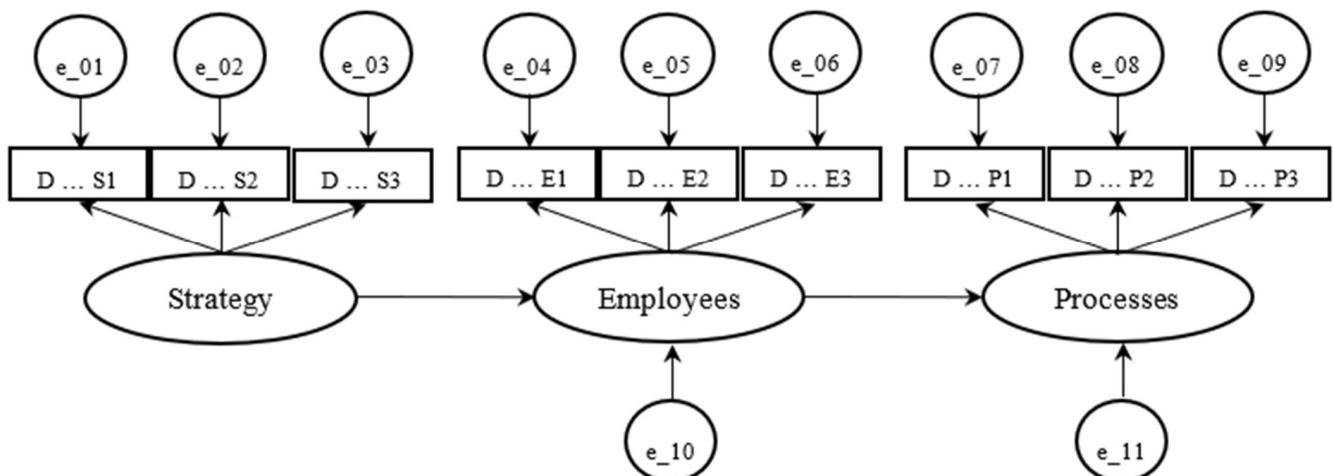 e_01 e_02 e_03 e_04 e_05 e_06 e_07 e_08 e_09
D ... S1 D ... S2 D ... S3 D ... E1 D ... E2 D ... E3 D ... P1 D ... P2 D ... P3
Strategy Employees Processes
e_10 e_11